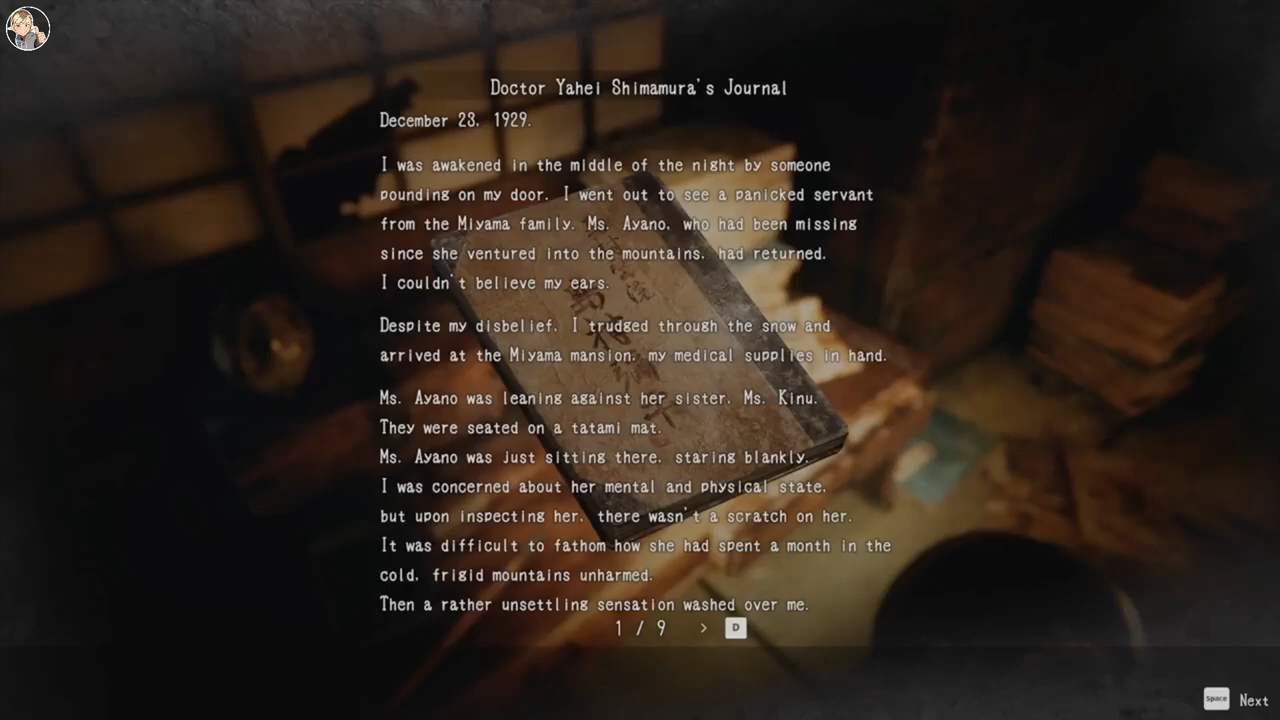 Doctor Yahei Shimamura's Journal
December 23, 1929.
I was awakened in the middle of the night by someone
pounding on my door. I went out to see a panicked servant
from the Miyama family. Ms. Ayano, who had been missing
since she ventured into the mountains, had returned.
I couldn't believe my ears.
Despite my disbelief, I trudged through the snow and
arrived at the Miyama mansion, my medical supplies in hand.
Ms. Ayano was leaning against her sister, Ms. Kinu.
They were seated on a tatami mat.
Ms. Ayano was just sitting there, staring blankly.
I was concerned about her mental and physical state,
but upon inspecting her, there wasn't a scratch on her.
It was difficult to fathom how she had spent a month in the
cold, frigid mountains unharmed.
Then a rather unsettling sensation washed over me.
1 / 9 > D
Space Next